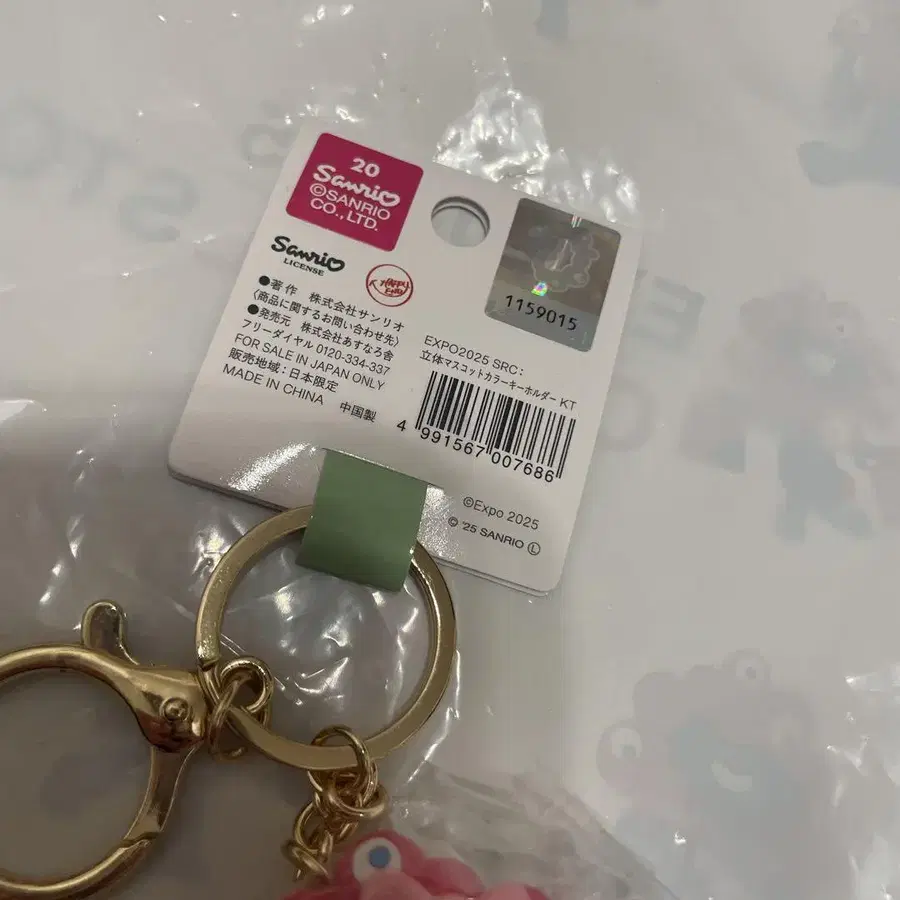 20
Sanrio
©SANRIO
CO.,LTD.
Sanrio
LICENSE
HAPPY
END
●著作 株式会社サンリオ
〈商品に関するお問い合わせ先〉
●発売元 株式会社あすなろ舎
フリーダイヤル 0120-334-337
FOR SALE IN JAPAN ONLY
販売地域:日本限定
MADE IN CHINA 中国製
1159015
EXPO2025 SRC:
立体マスコットカラーキーホルダー KT
4 991567 007686
©Expo 2025
© '25 SANRIO Ⓛ